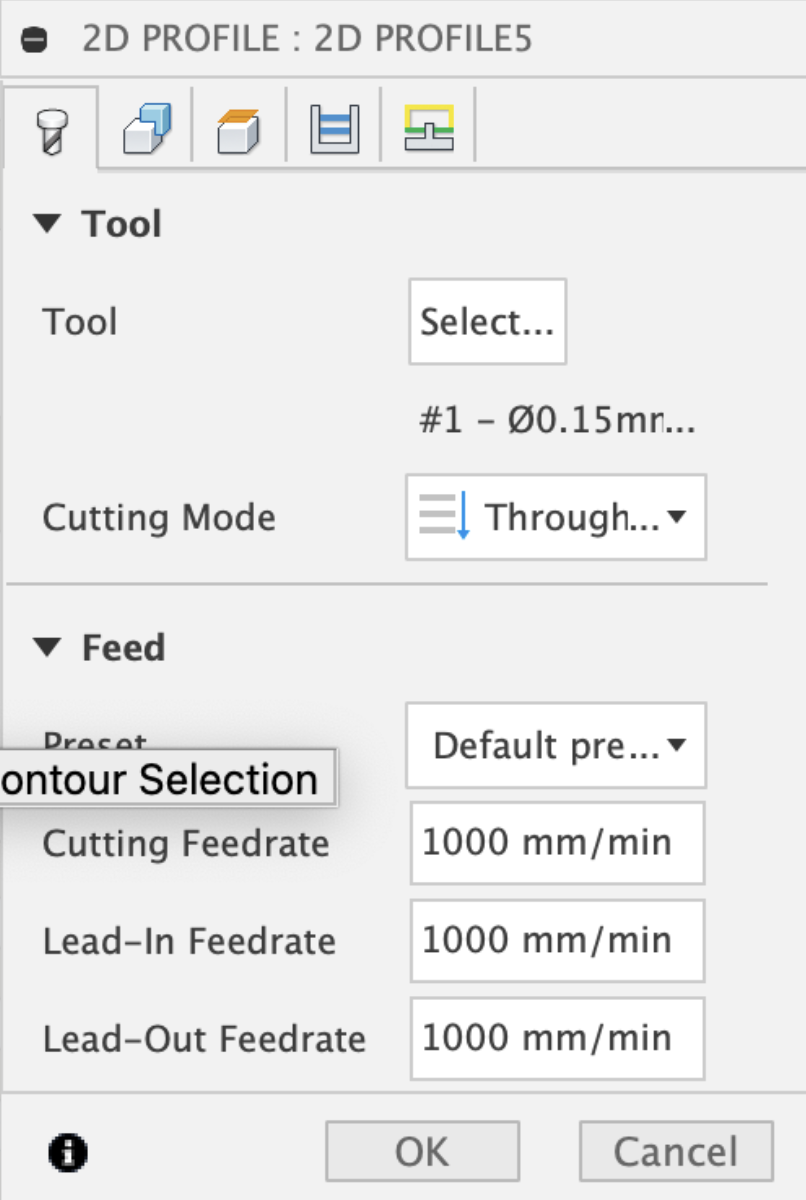 2D PROFILE : 2D PROFILE5
Tool
Tool Select...
#1 - Ø0.15mm...
Cutting Mode Through...
Feed
Preset Default pre...
ontour Selection
Cutting Feedrate 1000 mm/min
Lead-In Feedrate 1000 mm/min
Lead-Out Feedrate 1000 mm/min
OK Cancel